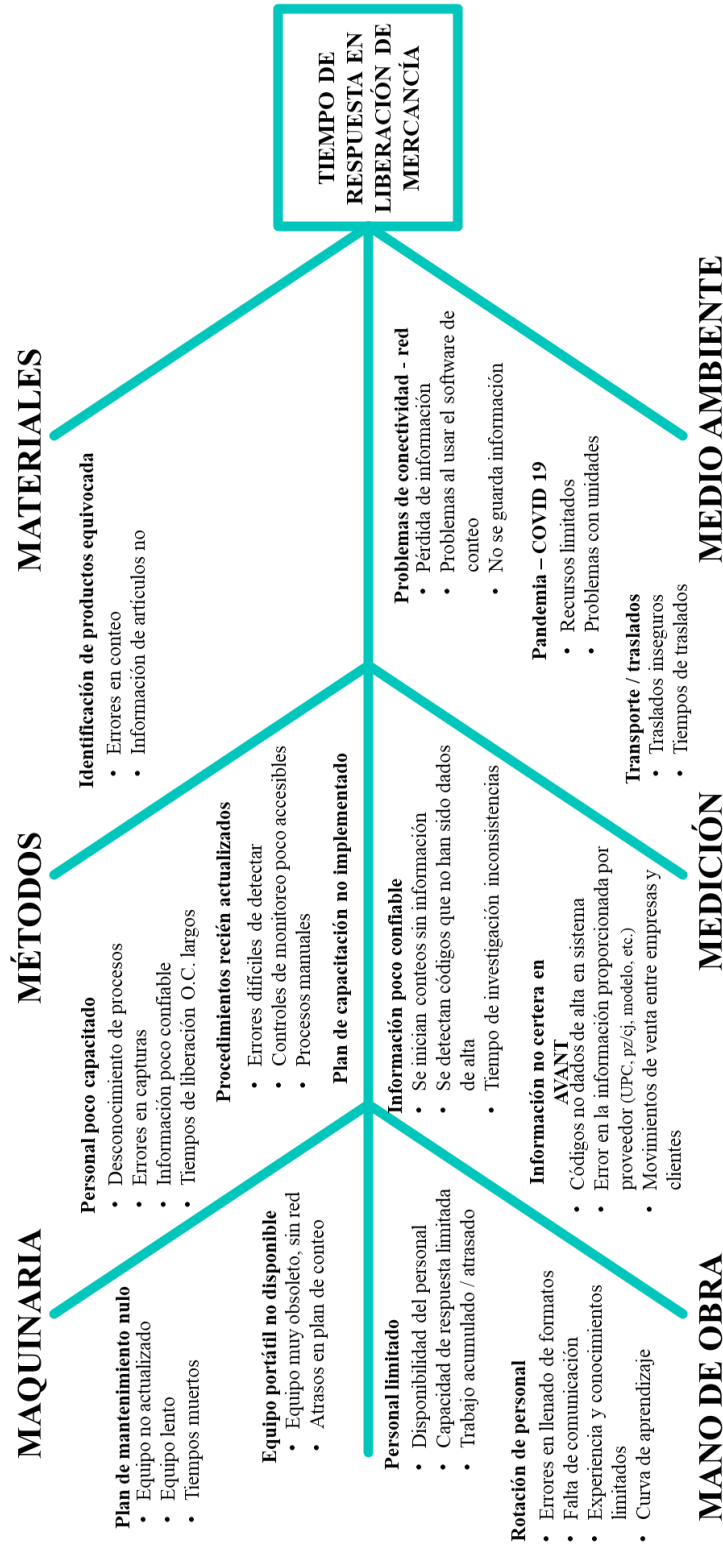 MAQUINARIA
Plan de mantenimiento nulo
• Equipo no actualizado
• Equipo lento
• Tiempos muertos
Equipo portátil no disponible
• Equipo muy obsoleto, sin red
• Atrasos en plan de conteo
MÉTODOS
Personal poco capacitado
• Desconocimiento de procesos
• Errores en capturas
• Información poco confiable
• Tiempos de liberación O.C. largos
Procedimientos recién actualizados
• Errores difíciles de detectar
• Controles de monitoreo poco accesibles
• Procesos manuales
Plan de capacitación no implementado
MATERIALES
Identificación de productos equivocada
• Errores en conteo
• Información de artículos no
TIEMPO DE
RESPUESTA EN
LIBERACIÓN DE
MERCANCÍA
Personal limitado
• Disponibilidad del personal
• Capacidad de respuesta limitada
• Trabajo acumulado / atrasado
Rotación de personal
• Errores en llenado de formatos
• Falta de comunicación
• Experiencia y conocimientos
limitados
• Curva de aprendizaje
MANO DE OBRA
Información poco confiable
• Se inician conteos sin información
• Se detectan códigos que no han sido dados
de alta
• Tiempo de investigación inconsistencias
Información no certera en
AVANT
• Códigos no dados de alta en sistema
• Error en la información proporcionada por
proveedor (UPC, pz/cj, modelo, etc.)
• Movimientos de venta entre empresas y
clientes
MEDICIÓN
Problemas de conectividad - red
• Pérdida de información
• Problemas al usar el software de
conteo
• No se guarda información
Pandemia – COVID 19
• Recursos limitados
• Problemas con unidades
Transporte / traslados
• Traslados inseguros
• Tiempos de traslados
MEDIO AMBIENTE